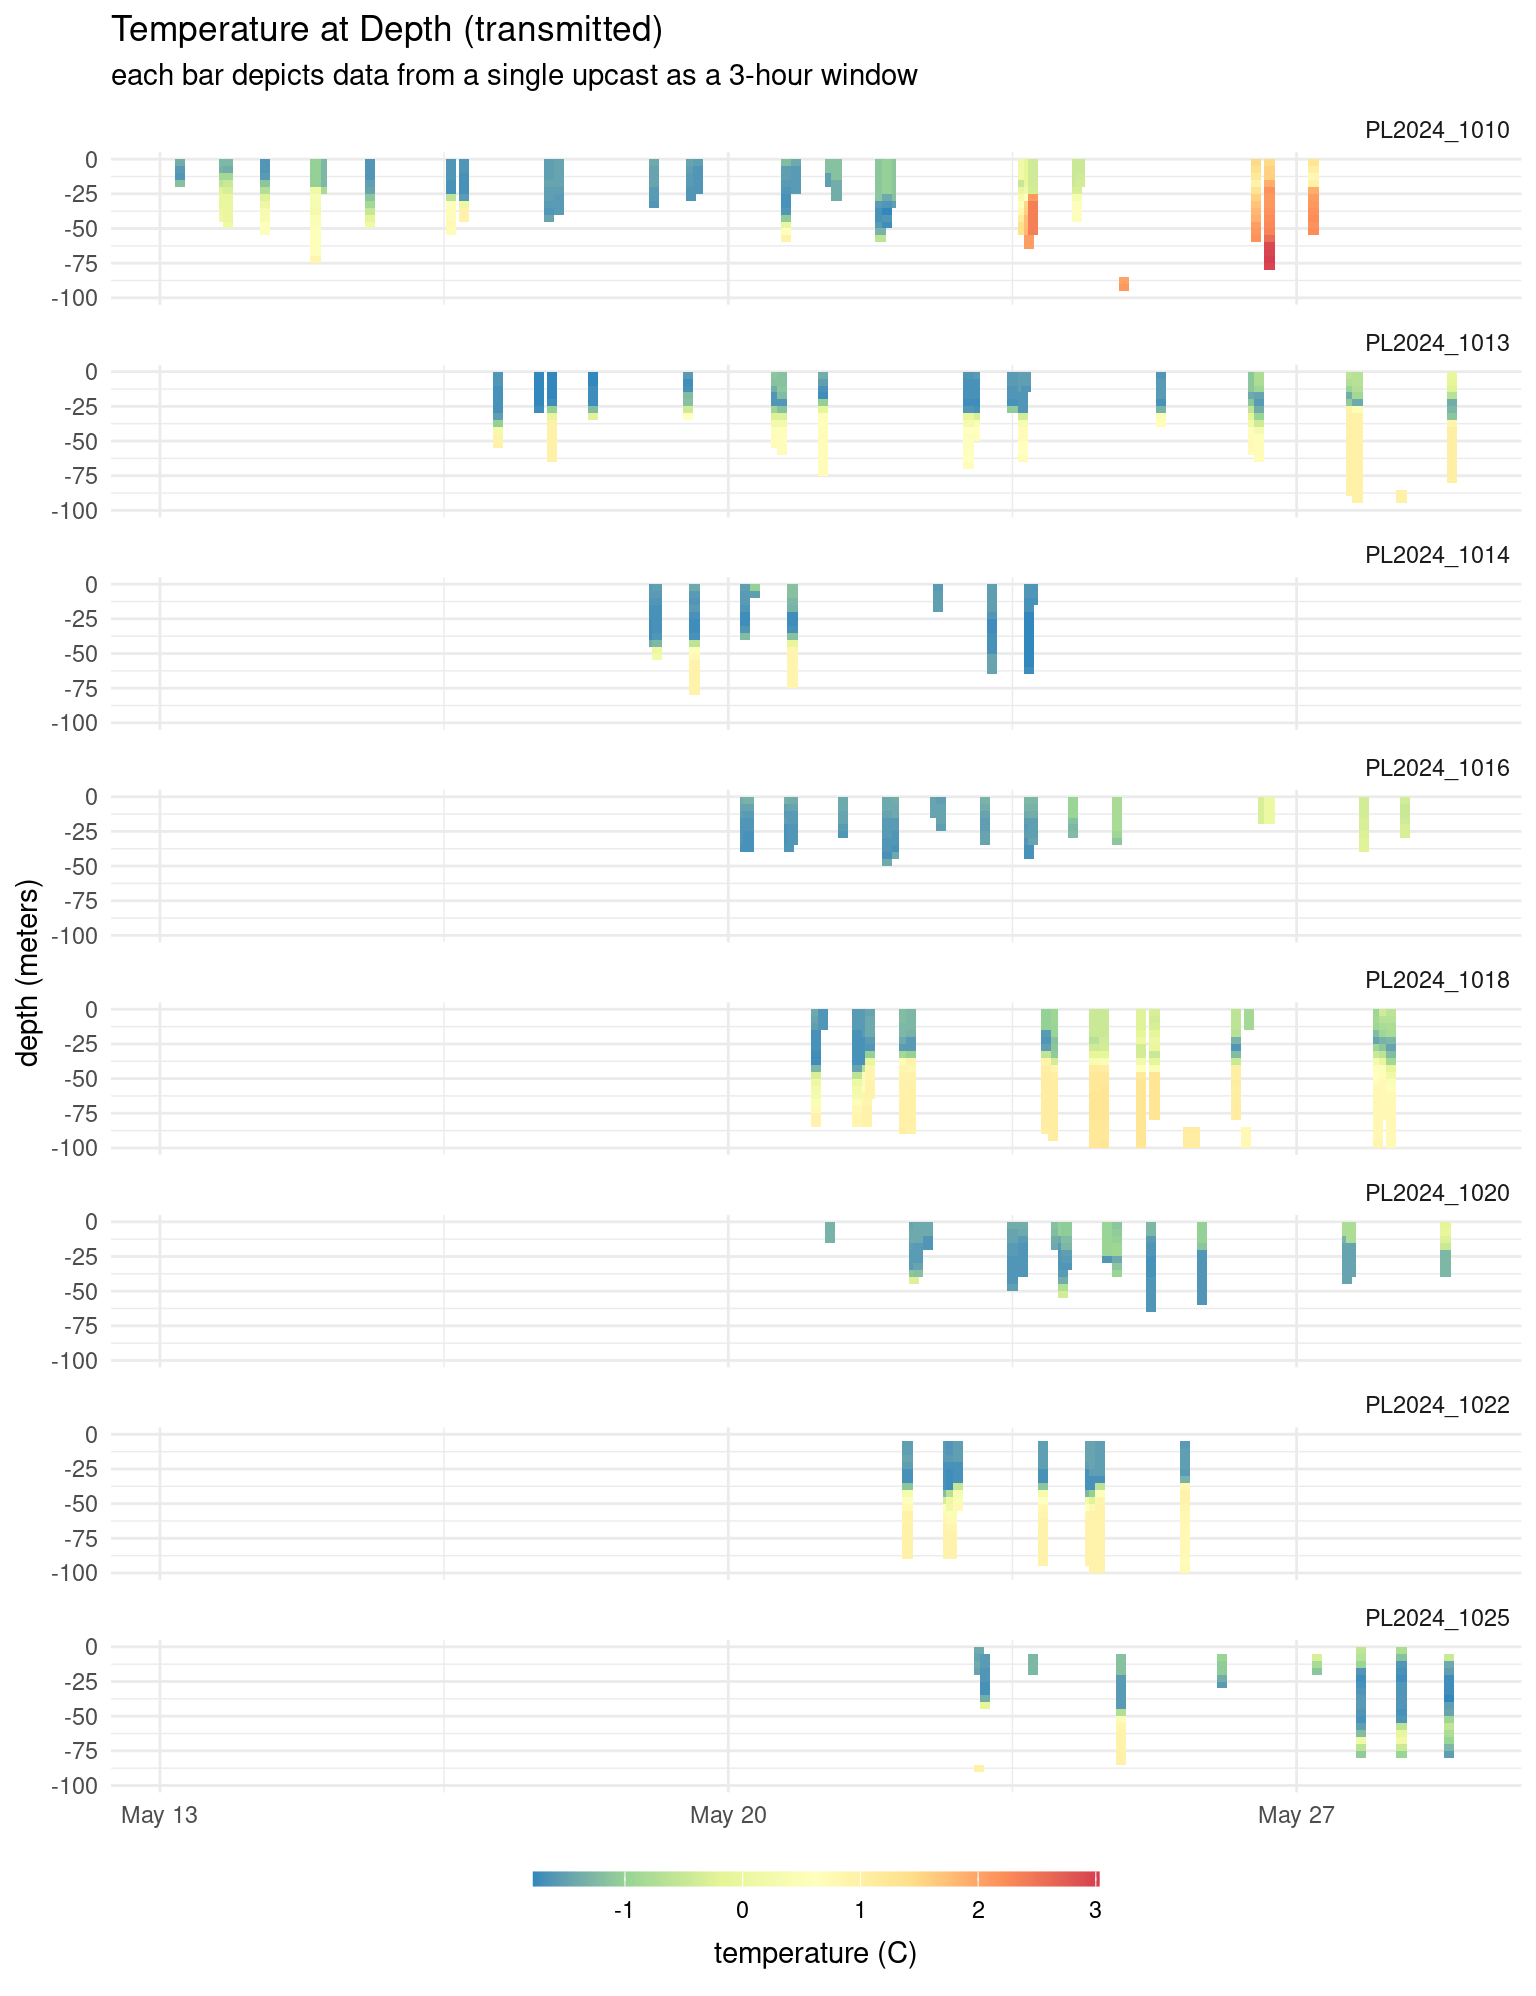 Temperature at Depth (transmitted)
each bar depicts data from a single upcast as a 3-hour window
PL2024_1010
0
-25
-50
-75
-100
PL2024_1013
0
-25
-50
-75
-100
PL2024_1014
0
-25
-50
-75
-100
PL2024_1016
0
-25
-50
-75
-100
depth (meters)
PL2024_1018
0
-25
-50
-75
-100
PL2024_1020
0
-25
-50
-75
-100
PL2024_1022
0
-25
-50
-75
-100
PL2024_1025
0
-25
-50
-75
-100
May 13 May 20 May 27
-1 0 1 2 3
temperature (C)